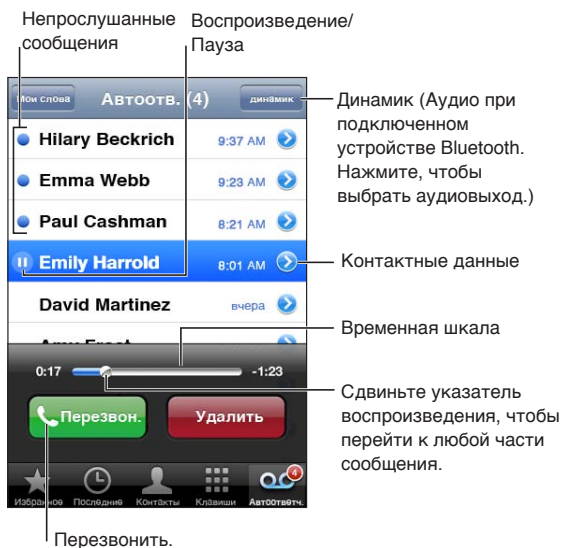 Непрослушанные
сообщения
Воспроизведение/
Пауза
Мои слова
Автоотв. (4)
динамик
Hilary Beckrich
9:37 AM
Emma Webb
9:23 AM
Paul Cashman
8:21 AM
Emily Harrold
8:01 AM
David Martinez
вчера
0:17
-1:23
Перезвон.
Удалить
Избранное
Последние
Контакты
Клавиши
Автоответч.
4
Динамик (Аудио при
подключенном
устройстве Bluetooth.
Нажмите, чтобы
выбрать аудиовыход.)
Контактные данные
Временная шкала
Сдвиньте указатель
воспроизведения, чтобы
перейти к любой части
сообщения.
Перезвонить.